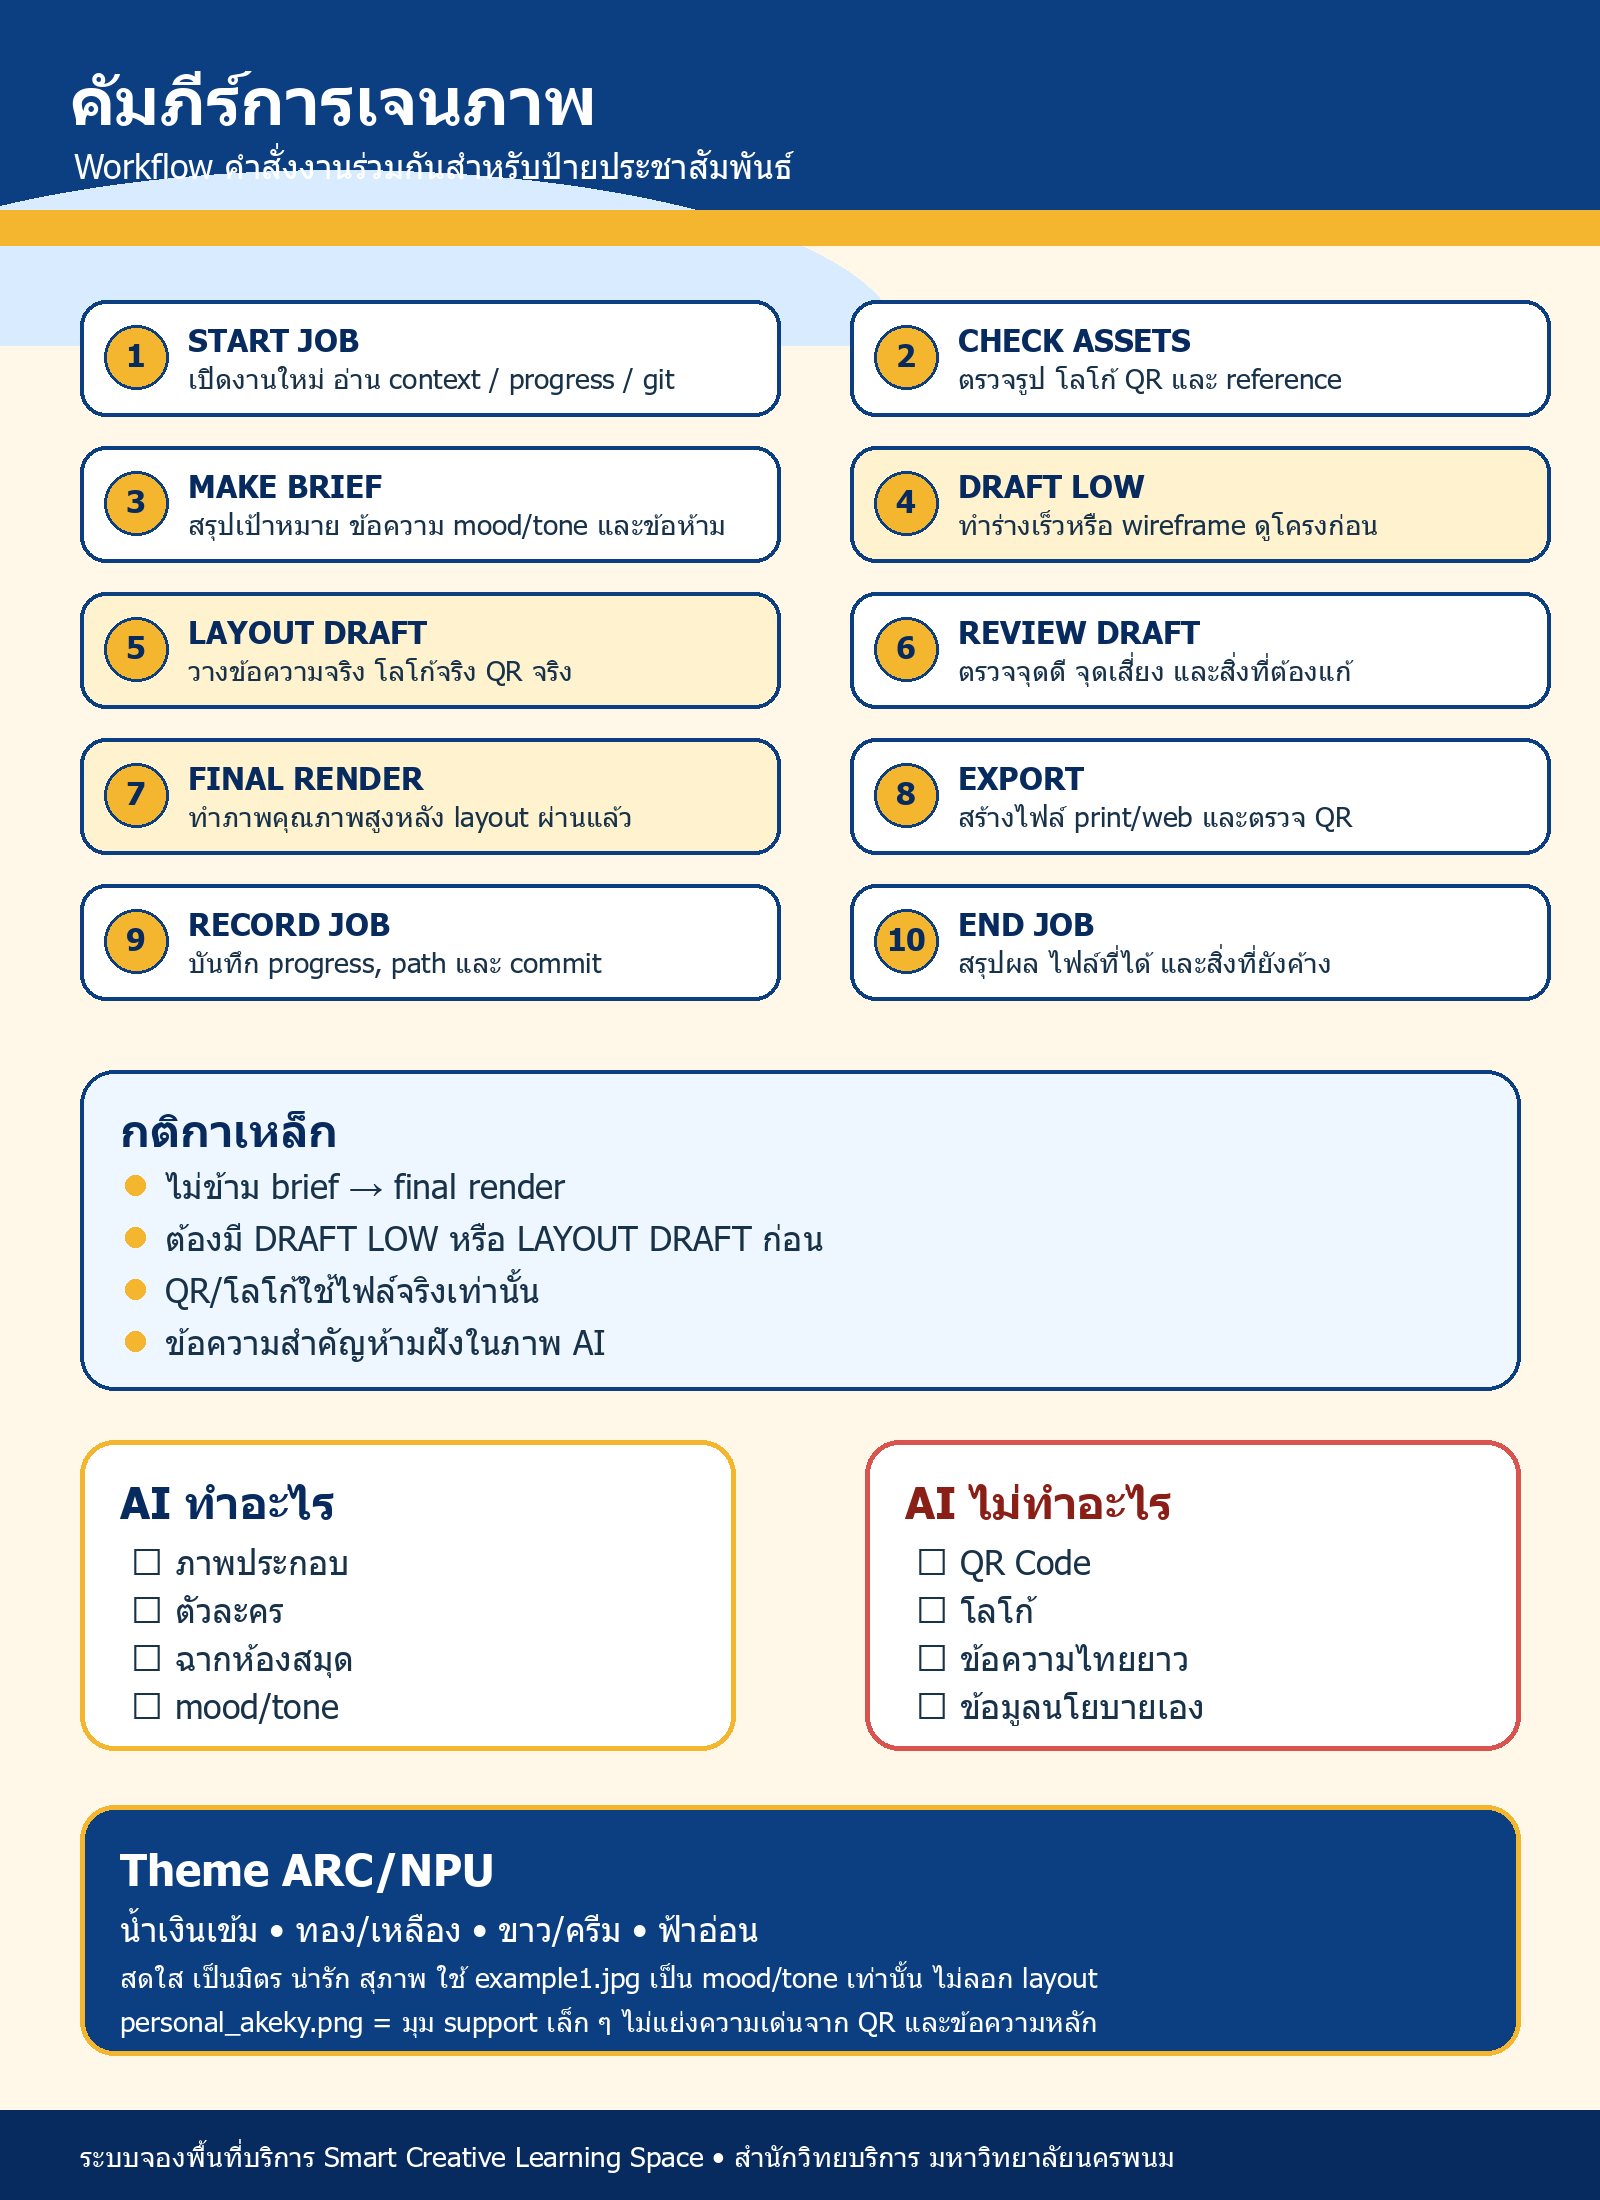 คัมภีร์การเจนภาพ
Workflow คำสั่งงานร่วมกันสำหรับป้ายประชาสัมพันธ์
1
START JOB
เปิดงานใหม่ อ่าน context / progress / git
2
CHECK ASSETS
ตรวจรูป โลโก้ QR และ reference
3
MAKE BRIEF
สรุปเป้าหมาย ข้อความ mood/tone และข้อห้าม
4
DRAFT LOW
ทำร่างเร็วหรือ wireframe ดูโครงก่อน
5
LAYOUT DRAFT
วางข้อความจริง โลโก้จริง QR จริง
6
REVIEW DRAFT
ตรวจจุดดี จุดเสี่ยง และสิ่งที่ต้องแก้
7
FINAL RENDER
ทำภาพคุณภาพสูงหลัง layout ผ่านแล้ว
8
EXPORT
สร้างไฟล์ print/web และตรวจ QR
9
RECORD JOB
บันทึก progress, path และ commit
10
END JOB
สรุปผล ไฟล์ที่ได้ และสิ่งที่ยังค้าง
กติกาเหล็ก
ไม่ข้าม brief → final render
ต้องมี DRAFT LOW หรือ LAYOUT DRAFT ก่อน
QR/โลโก้ใช้ไฟล์จริงเท่านั้น
ข้อความสำคัญห้ามฝังในภาพ AI
AI ทำอะไร
☐ ภาพประกอบ
☐ ตัวละคร
☐ ฉากห้องสมุด
☐ mood/tone
AI ไม่ทำอะไร
☐ QR Code
☐ โลโก้
☐ ข้อความไทยยาว
☐ ข้อมูลนโยบายเอง
Theme ARC/NPU
น้ำเงินเข้ม • ทอง/เหลือง • ขาว/ครีม • ฟ้าอ่อน
สดใส เป็นมิตร น่ารัก สุภาพ ใช้ example1.jpg เป็น mood/tone เท่านั้น ไม่ลอก layout
personal_akeky.png = มุม support เล็ก ๆ ไม่แย่งความเด่นจาก QR และข้อความหลัก
ระบบจองพื้นที่บริการ Smart Creative Learning Space • สำนักวิทยบริการ มหาวิทยาลัยนครพนม